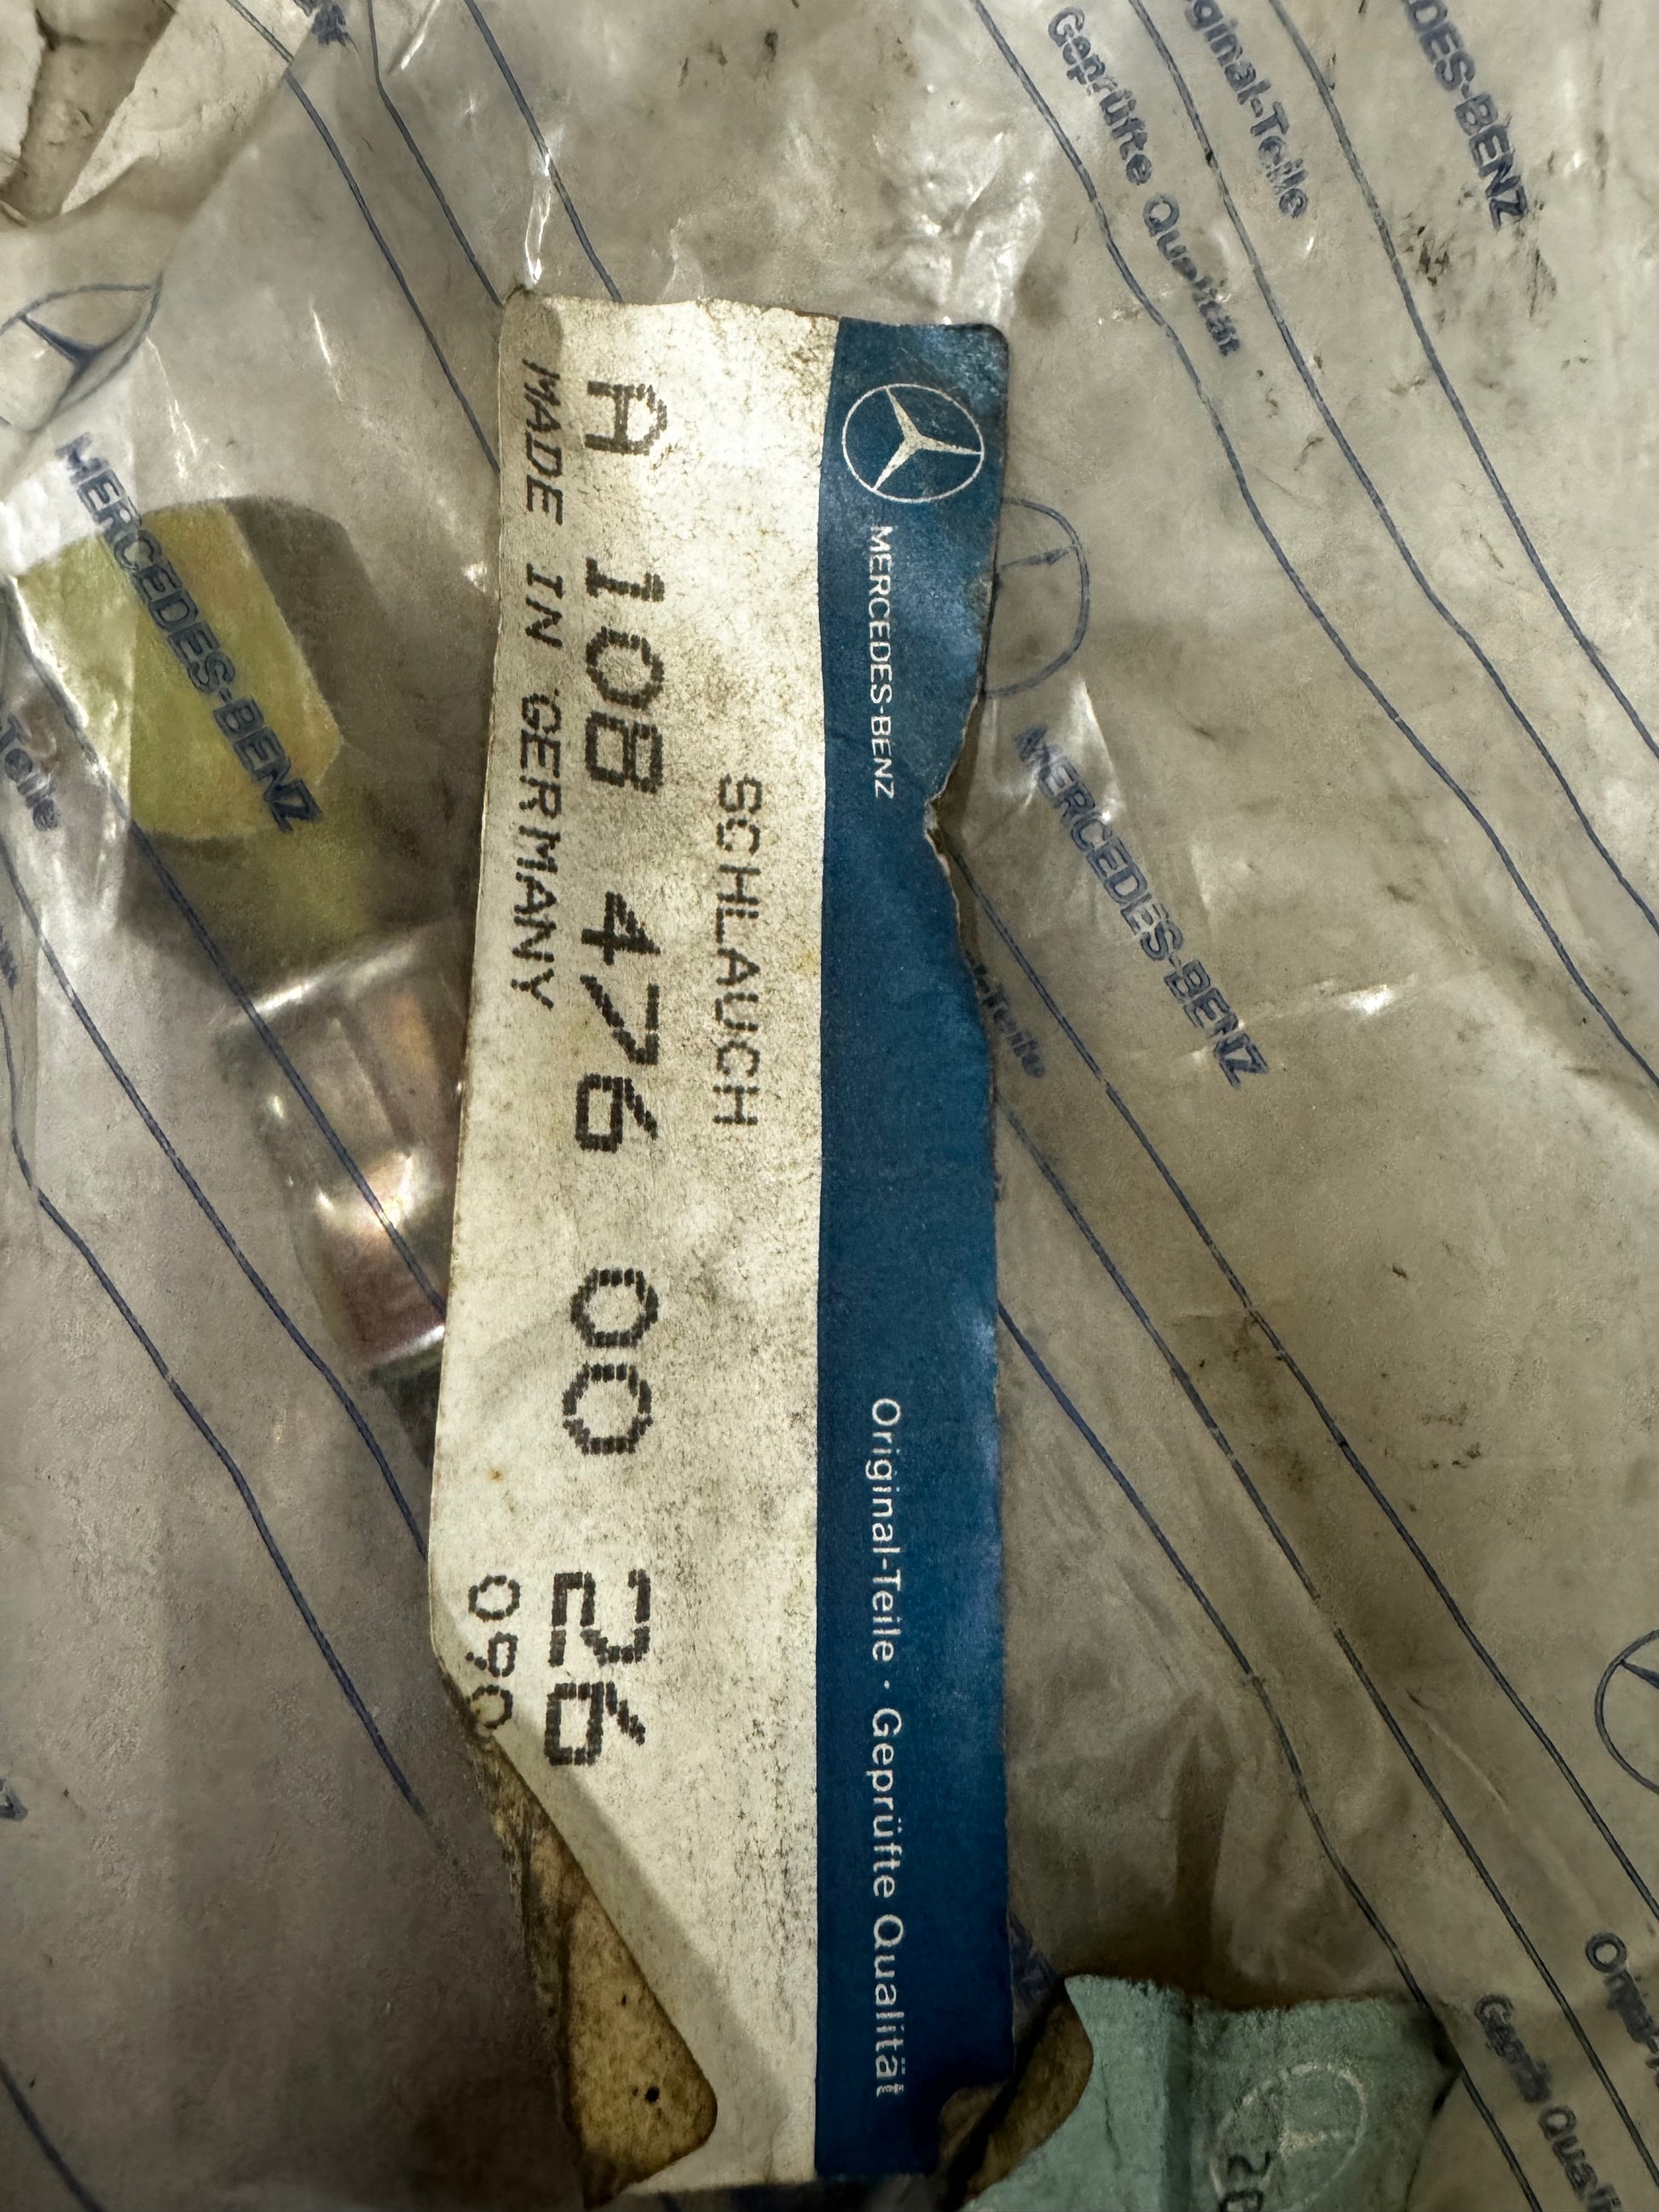 MERCEDES-BENZ Original-Teile · Geprüfte Qualität
SCHLAUCH
A 108 476 00 26
MADE IN GERMANY 090
MERCEDES-BENZ
Geprüfte Qualität
MERCEDES-BENZ
MERCEDES-BENZ
Teile